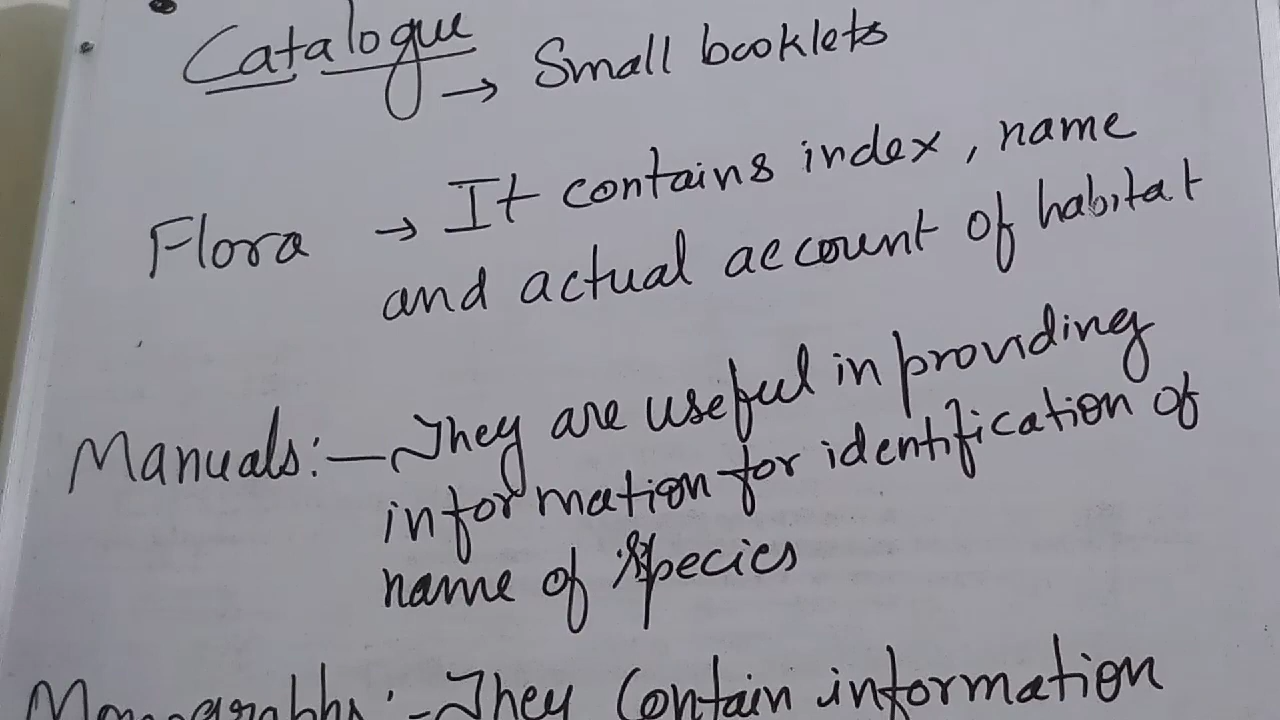 Catalogue → Small booklets
Flora → It contains index, name
and actual account of habitat
Manuals:— They are useful in providing
information for identification of
name of species
Monographs:- They Contain information